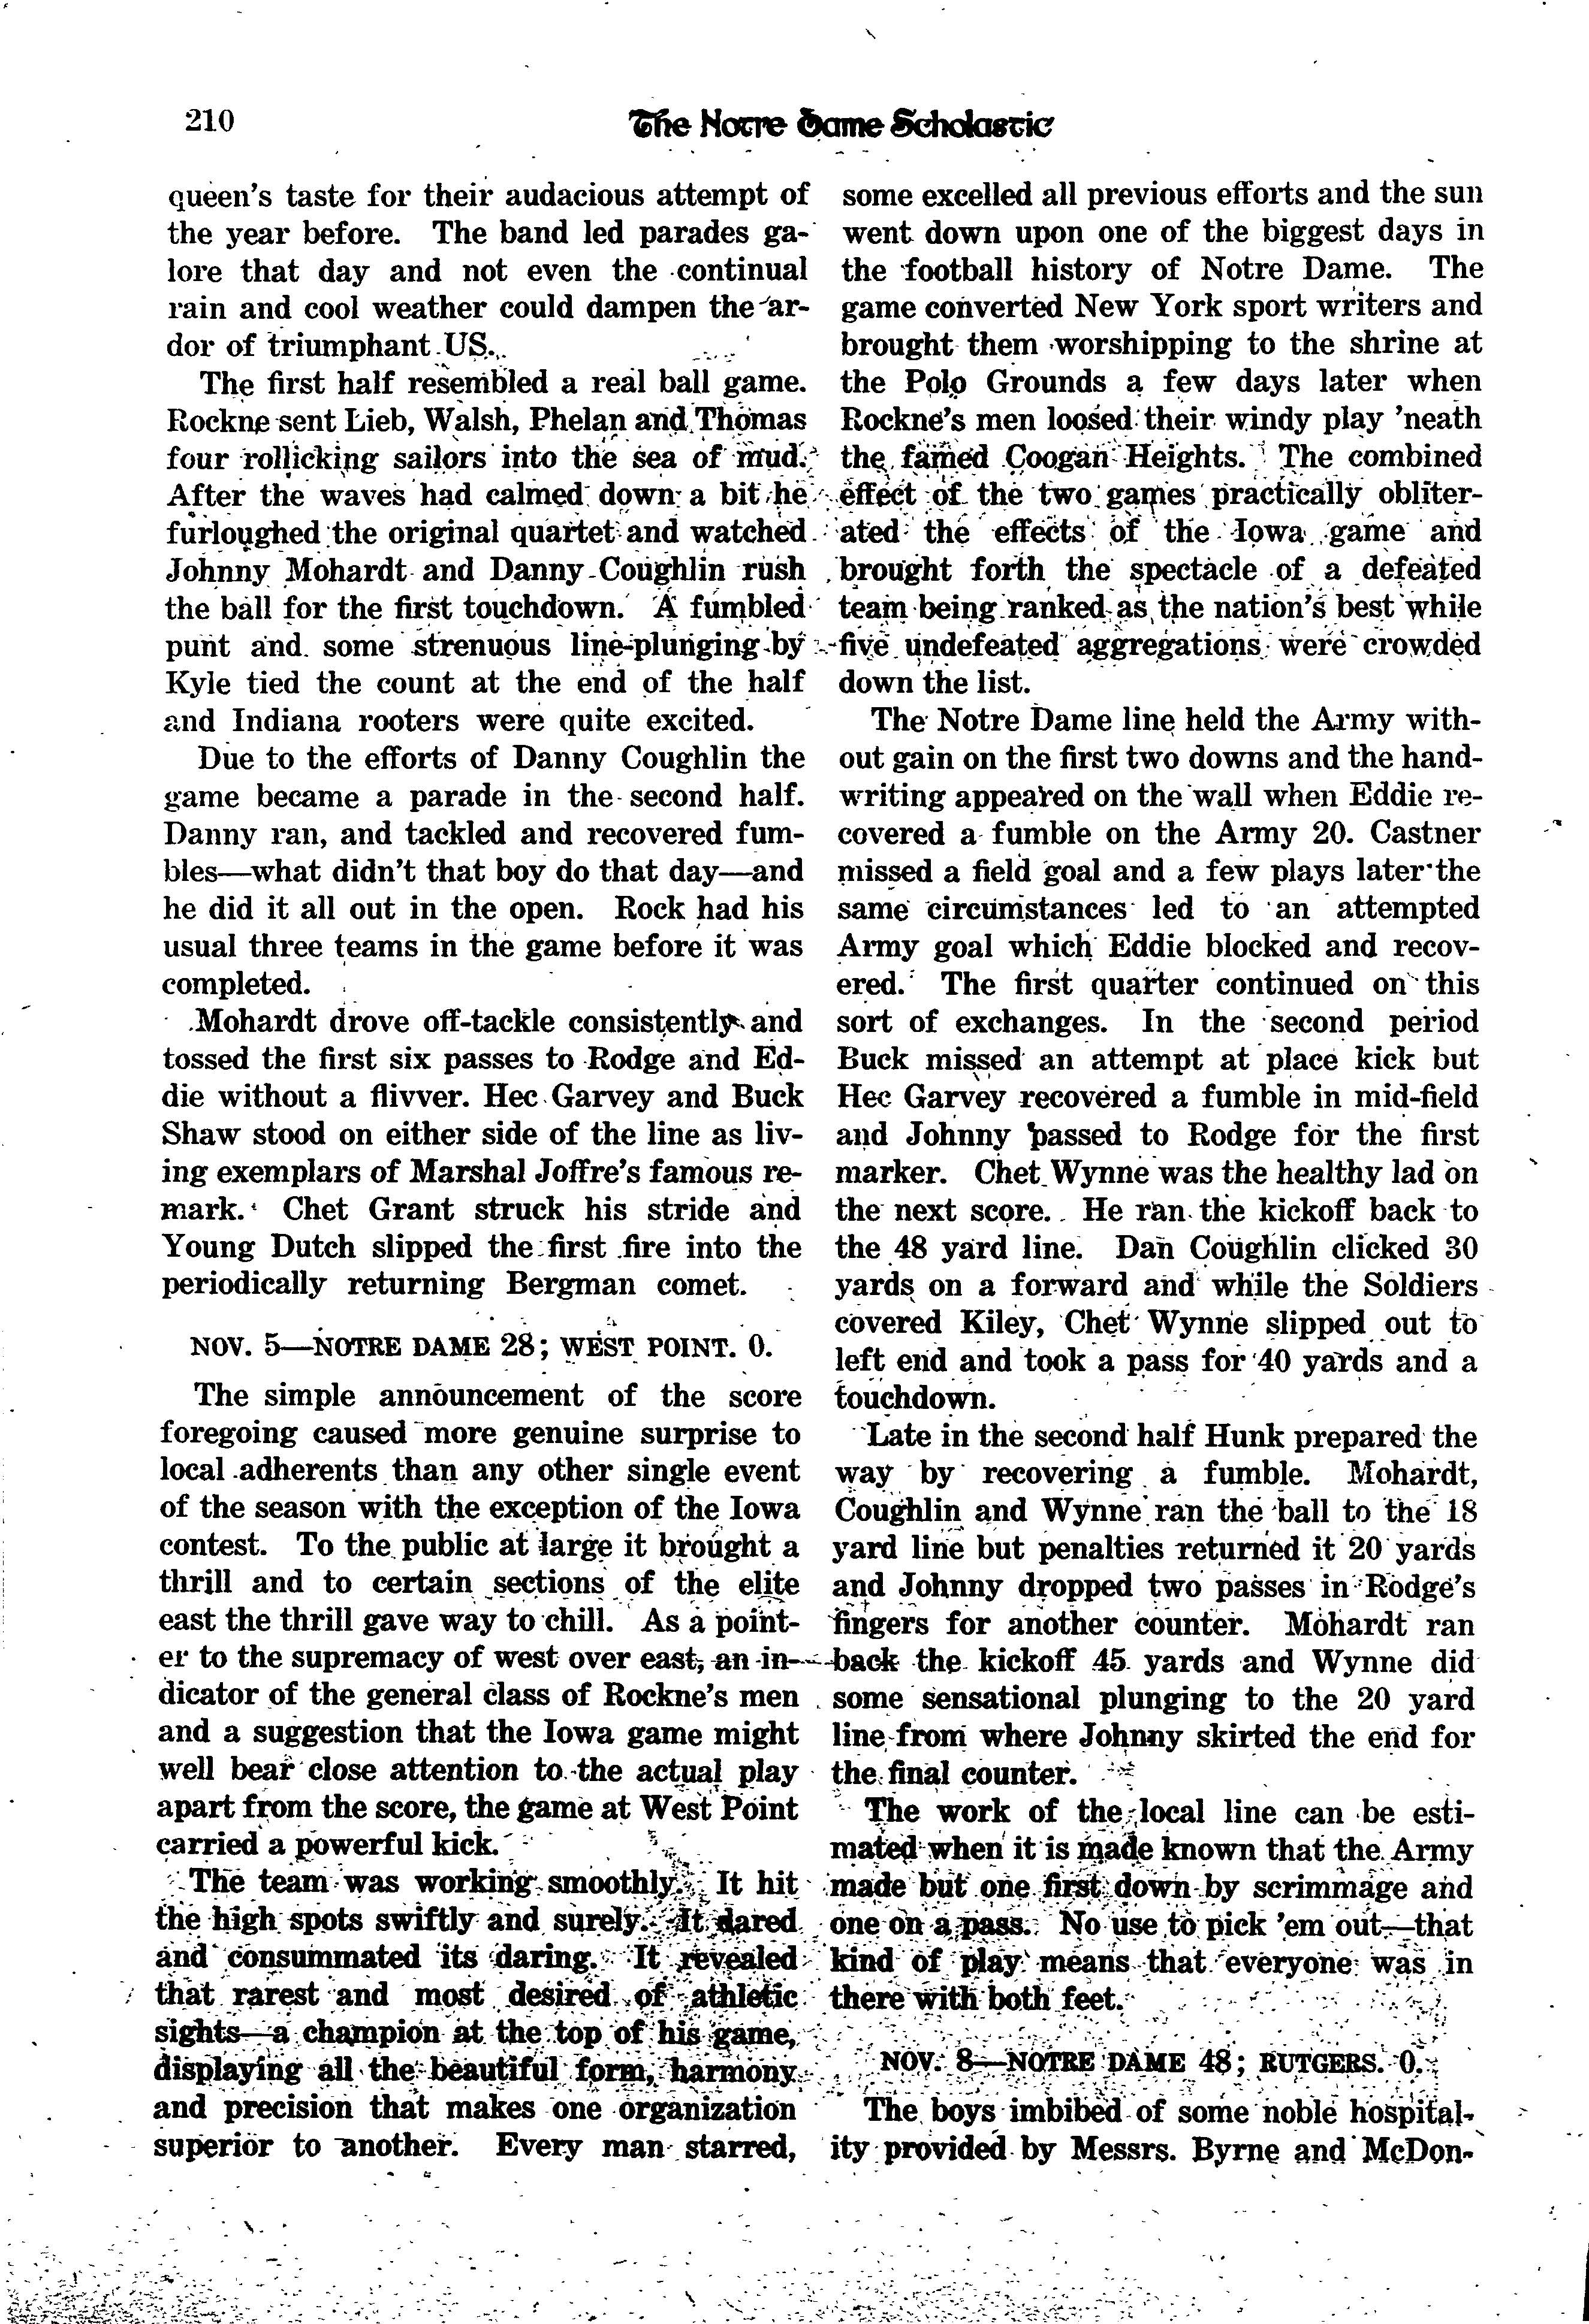 210
The Notre Dame Scholastic
queen's taste for their audacious attempt of
the year before. The band led parades ga-
lore that day and not even the continual
rain and cool weather could dampen the ar-
dor of triumphant US.
The first half resembled a real ball game.
Rockne sent Lieb, Walsh, Phelan and Thomas
four rollicking sailors into the sea of mud.
After the waves had calmed down a bit he
furloughed the original quartet and watched
Johnny Mohardt and Danny Coughlin rush
the ball for the first touchdown. A fumbled
punt and some strenuous line-plunging by
Kyle tied the count at the end of the half
and Indiana rooters were quite excited.
Due to the efforts of Danny Coughlin the
game became a parade in the second half.
Danny ran, and tackled and recovered fum-
bles—what didn't that boy do that day—and
he did it all out in the open. Rock had his
usual three teams in the game before it was
completed.
Mohardt drove off-tackle consistently and
tossed the first six passes to Rodge and Ed-
die without a flivver. Hec Garvey and Buck
Shaw stood on either side of the line as liv-
ing exemplars of Marshal Joffre's famous re-
mark. Chet Grant struck his stride and
Young Dutch slipped the first fire into the
periodically returning Bergman comet.
NOV. 5—NOTRE DAME 28; WEST POINT. 0.
The simple announcement of the score
foregoing caused more genuine surprise to
local adherents than any other single event
of the season with the exception of the Iowa
contest. To the public at large it brought a
thrill and to certain sections of the elite
east the thrill gave way to chill. As a point-
er to the supremacy of west over east, an in-
dicator of the general class of Rockne's men
and a suggestion that the Iowa game might
well bear close attention to the actual play
apart from the score, the game at West Point
carried a powerful kick.
The team was working smoothly. It hit
the high spots swiftly and surely. It dared
and consummated its daring. It revealed
that rarest and most desired of athletic
sights—a champion at the top of his game,
displaying all the beautiful form, harmony
and precision that makes one organization
superior to another. Every man starred,
some excelled all previous efforts and the sun
went down upon one of the biggest days in
the football history of Notre Dame. The
game converted New York sport writers and
brought them worshipping to the shrine at
the Polo Grounds a few days later when
Rockne's men loosed their windy play 'neath
the famed Coogan Heights. The combined
effect of the two games practically obliter-
ated the effects of the Iowa game and
brought forth the spectacle of a defeated
team being ranked as the nation's best while
five undefeated aggregations were crowded
down the list.
The Notre Dame line held the Army with-
out gain on the first two downs and the hand-
writing appeared on the wall when Eddie re-
covered a fumble on the Army 20. Castner
missed a field goal and a few plays later the
same circumstances led to an attempted
Army goal which Eddie blocked and recov-
ered. The first quarter continued on this
sort of exchanges. In the second period
Buck missed an attempt at place kick but
Hec Garvey recovered a fumble in mid-field
and Johnny passed to Rodge for the first
marker. Chet Wynne was the healthy lad on
the next score. He ran the kickoff back to
the 48 yard line. Dan Coughlin clicked 30
yards on a forward and while the Soldiers
covered Kiley, Chet Wynne slipped out to
left end and took a pass for 40 yards and a
touchdown.
Late in the second half Hunk prepared the
way by recovering a fumble. Mohardt,
Coughlin and Wynne ran the ball to the 18
yard line but penalties returned it 20 yards
and Johnny dropped two passes in Rodge's
fingers for another counter. Mohardt ran
back the kickoff 45 yards and Wynne did
some sensational plunging to the 20 yard
line from where Johnny skirted the end for
the final counter.
The work of the local line can be esti-
mated when it is made known that the Army
made but one first down by scrimmage and
one on a pass. No use to pick 'em out—that
kind of play means that everyone was in
there with both feet.
NOV. 8—NOTRE DAME 48; RUTGERS. 0.
The boys imbibed of some noble hospital-
ity provided by Messrs. Byrne and McDon-